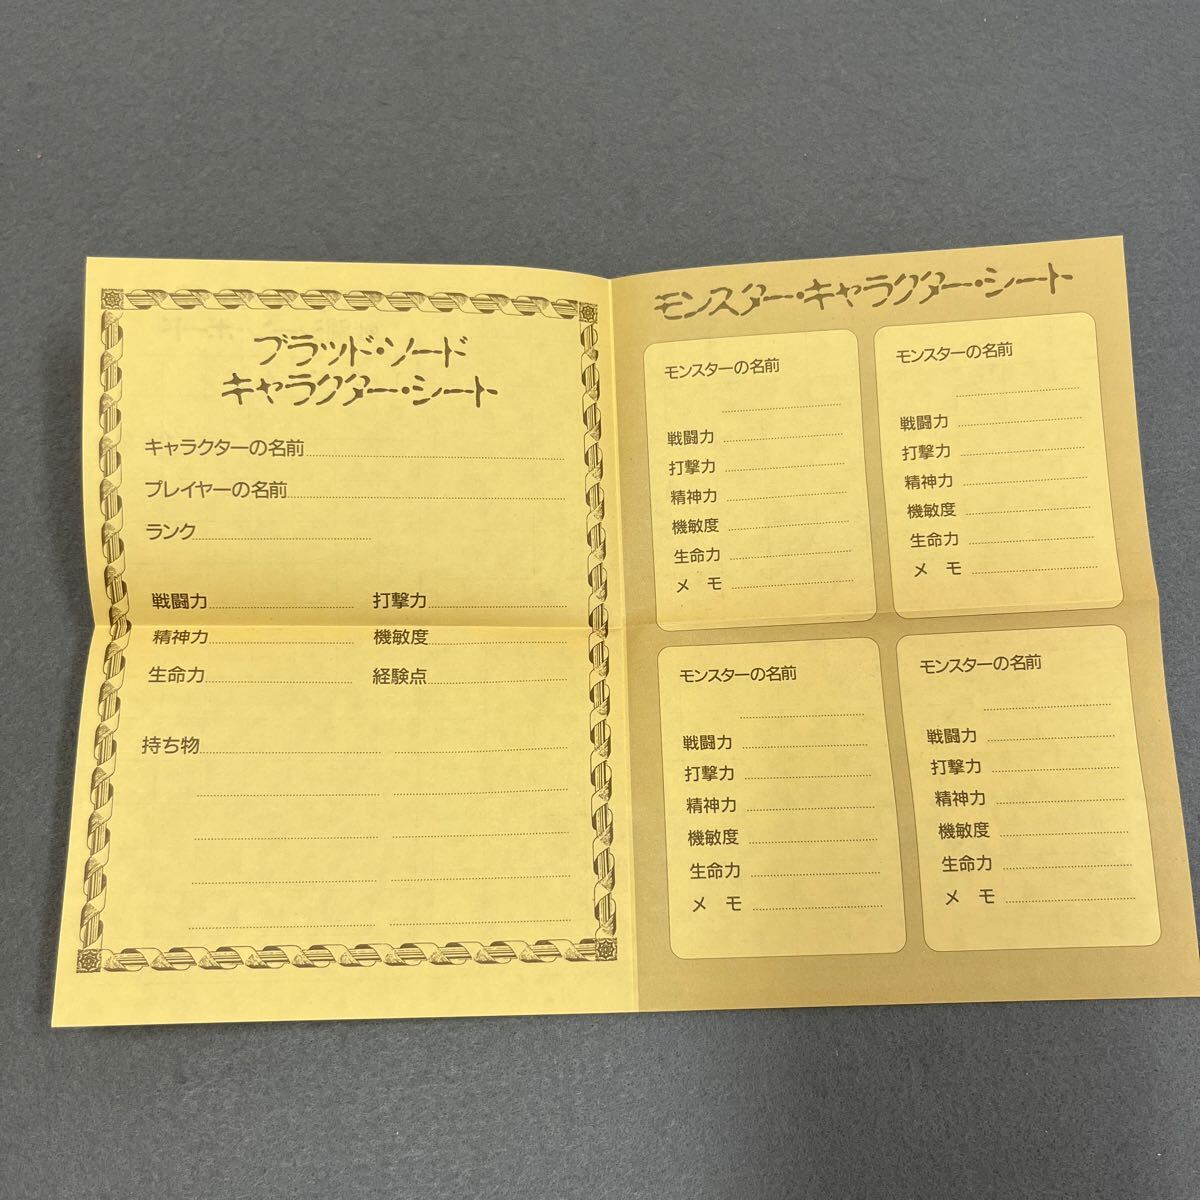 ブラッド・ソード
キャラクター・シート
キャラクターの名前
プレイヤーの名前
ランク
戦闘力 打撃力
精神力 機敏度
生命力 経験点
持ち物
モンスター・キャラクター・シート
モンスターの名前
戦闘力
打撃力
精神力
機敏度
生命力
メ モ
モンスターの名前
戦闘力
打撃力
精神力
機敏度
生命力
メ モ
モンスターの名前
戦闘力
打撃力
精神力
機敏度
生命力
メ モ
モンスターの名前
戦闘力
打撃力
精神力
機敏度
生命力
メ モ